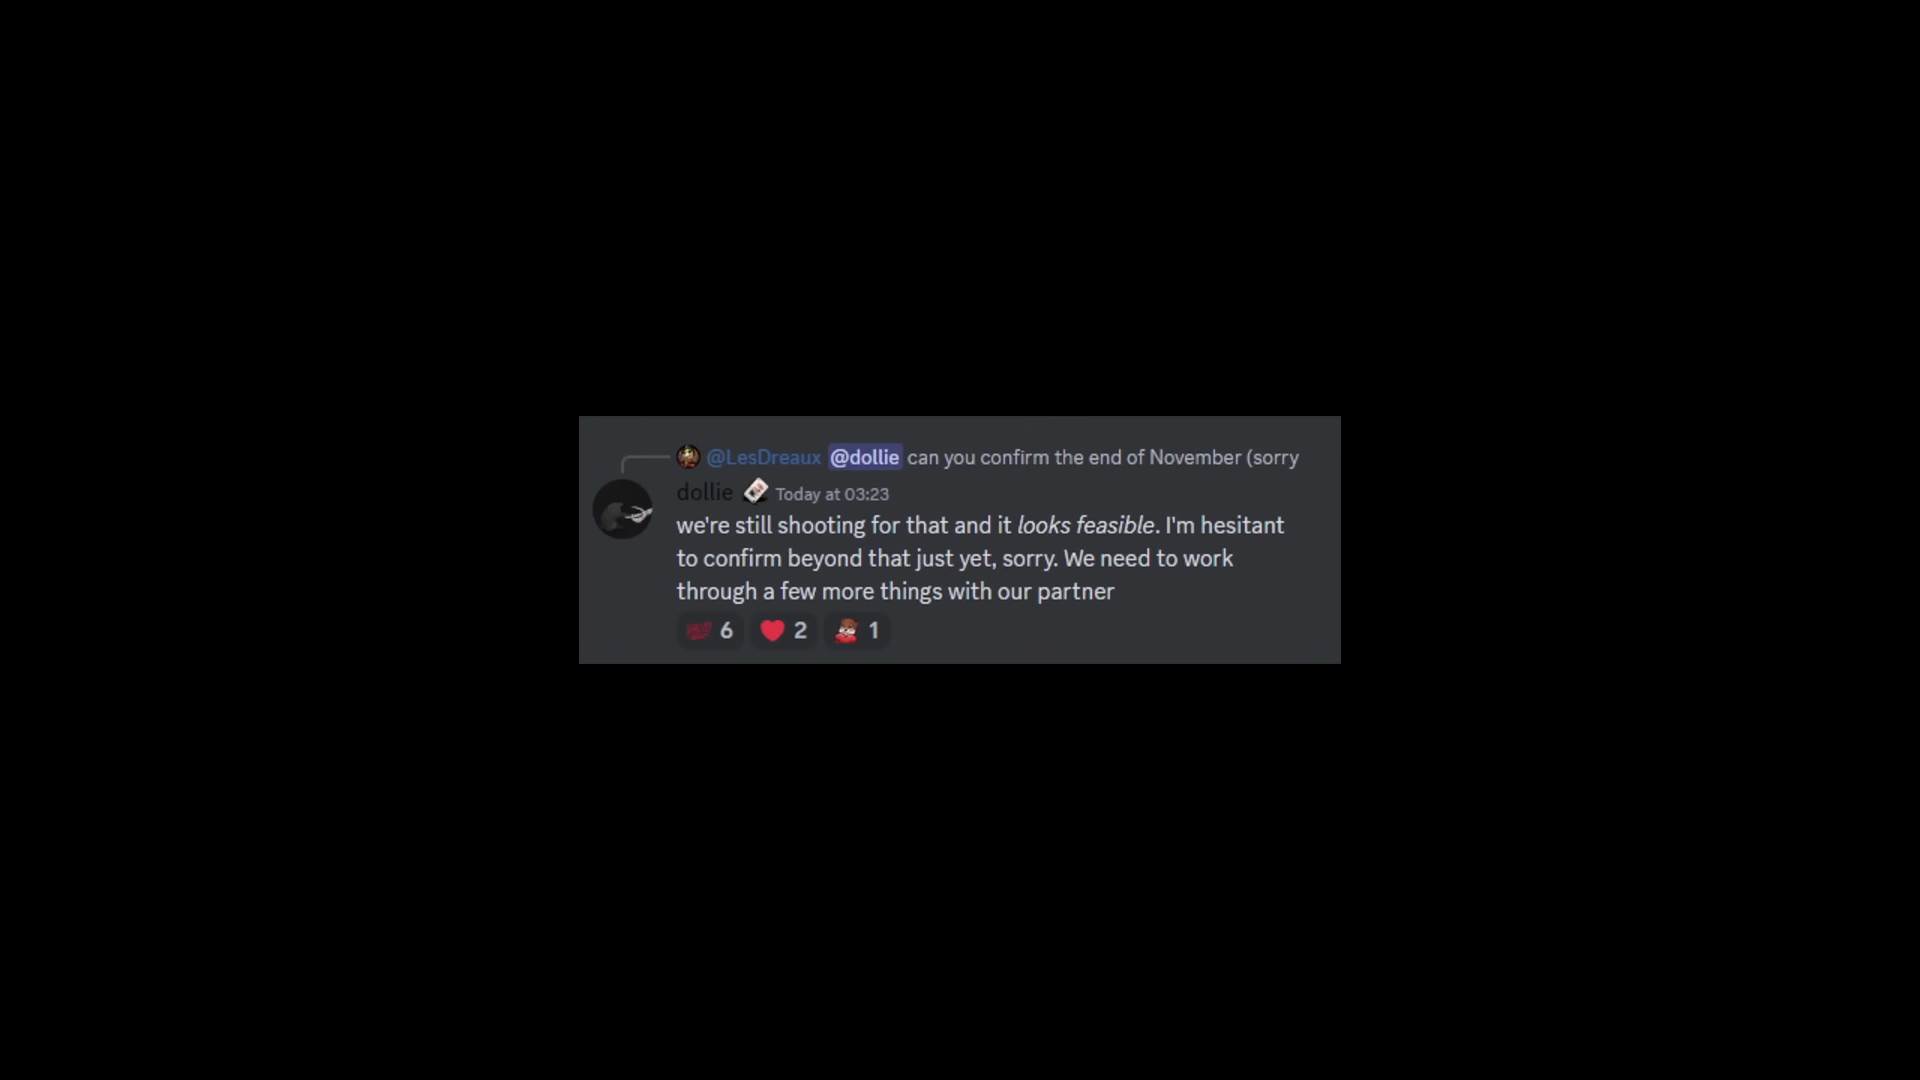 @LesDreaux @dollie can you confirm the end of November (sorry
dollie Today at 03:23
we're still shooting for that and it looks feasible. I'm hesitant
to confirm beyond that just yet, sorry. We need to work
through a few more things with our partner
6 2 1